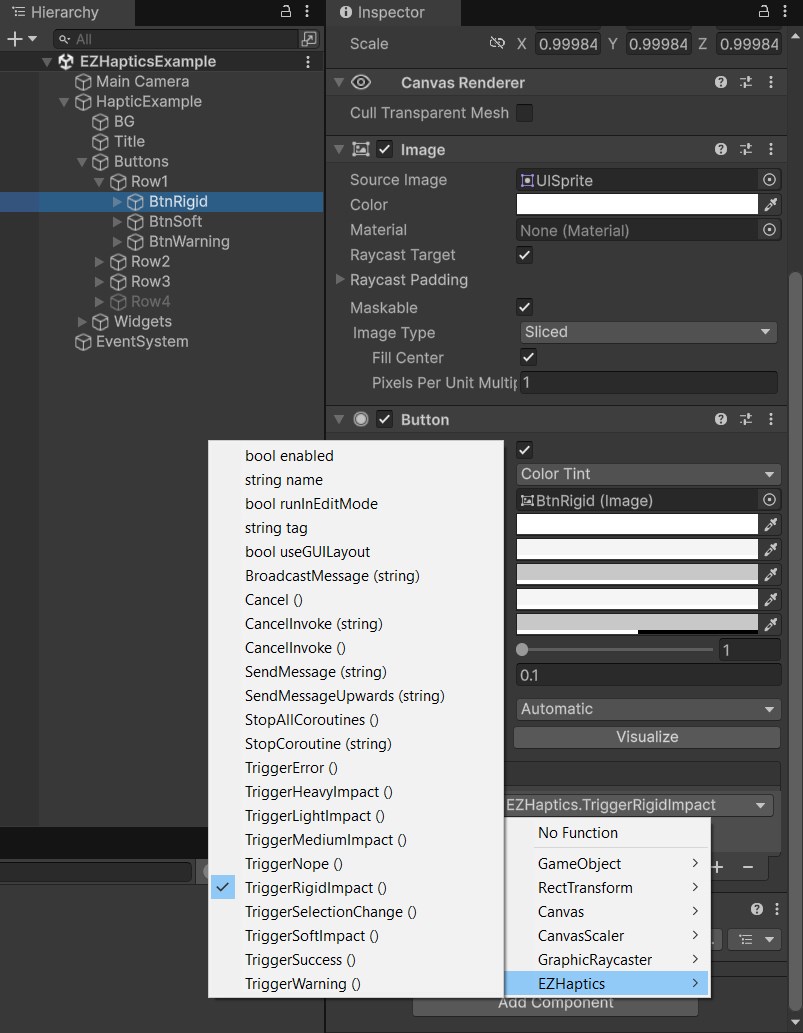 Hierarchy
All
EZHapticsExample
Main Camera
HapticExample
BG
Title
Buttons
Row1
BtnRigid
BtnSoft
BtnWarning
Row2
Row3
Row4
Widgets
EventSystem
Inspector
Scale X 0.99984 Y 0.99984 Z 0.99984
Canvas Renderer
Cull Transparent Mesh
Image
Source Image UISprite
Color
Material None (Material)
Raycast Target
Raycast Padding
Maskable
Image Type Sliced
Fill Center
Pixels Per Unit Multip 1
Button
Color Tint
BtnRigid (Image)
1
0.1
Automatic
Visualize
EZHaptics.TriggerRigidImpact
bool enabled
string name
bool runInEditMode
string tag
bool useGUILayout
BroadcastMessage (string)
Cancel ()
CancelInvoke (string)
CancelInvoke ()
SendMessage (string)
SendMessageUpwards (string)
StopAllCoroutines ()
StopCoroutine (string)
TriggerError ()
TriggerHeavyImpact ()
TriggerLightImpact ()
TriggerMediumImpact ()
TriggerNope ()
TriggerRigidImpact ()
TriggerSelectionChange ()
TriggerSoftImpact ()
TriggerSuccess ()
TriggerWarning ()
No Function
GameObject
RectTransform
Canvas
CanvasScaler
GraphicRaycaster
EZHaptics
Add Component